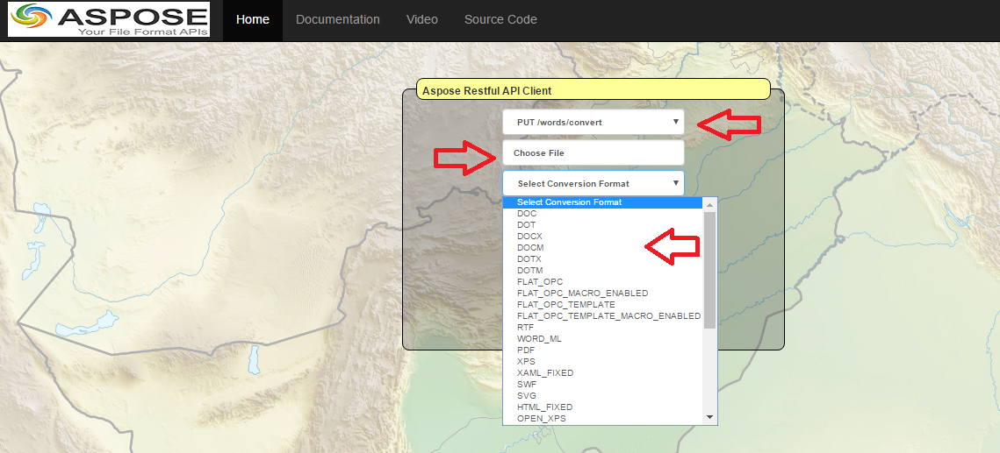 ASPOSE
Your File Format APIs
Home
Documentation
Video
Source Code
Aspose Restful API Client
PUT /words/convert
Choose File
Select Conversion Format
Select Conversion Format
DOC
DOT
DOCX
DOCM
DOTX
DOTM
FLAT_OPC
FLAT_OPC_MACRO_ENABLED
FLAT_OPC_TEMPLATE
FLAT_OPC_TEMPLATE_MACRO_ENABLED
RTF
WORD_ML
PDF
XPS
XAML_FIXED
SWF
SVG
HTML_FIXED
OPEN_XPS